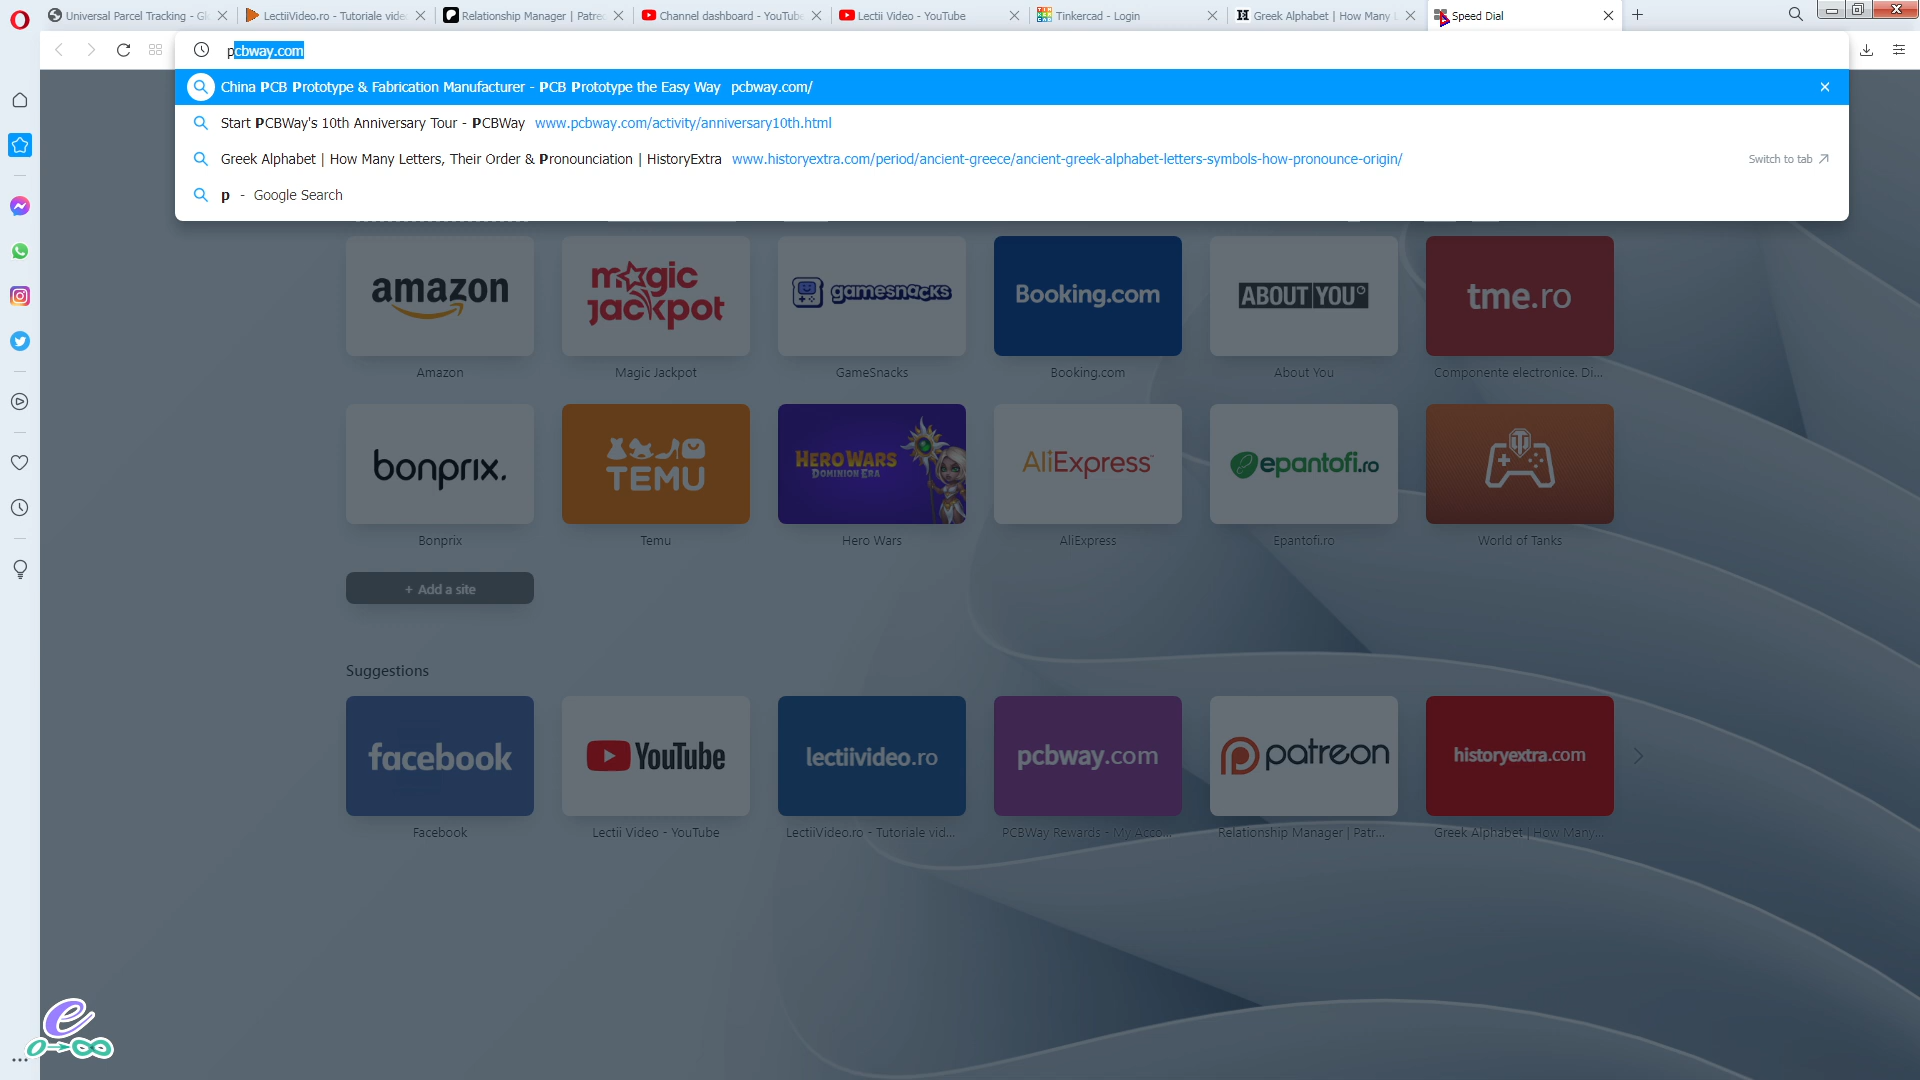 Universal Parcel Tracking - Gl
LectiiVideo.ro - Tutoriale vide
Relationship Manager | Patre
Channel dashboard - YouTube
Lectii Video - YouTube
Tinkercad - Login
Greek Alphabet | How Many L
Speed Dial
pcbway.com
China PCB Prototype & Fabrication Manufacturer - PCB Prototype the Easy Way pcbway.com/
Start PCBWay's 10th Anniversary Tour - PCBWay www.pcbway.com/activity/anniversary10th.html
Greek Alphabet | How Many Letters, Their Order & Pronounciation | HistoryExtra www.historyextra.com/period/ancient-greece/ancient-greek-alphabet-letters-symbols-how-pronounce-origin/ Switch to tab
p - Google Search
amazon
magic jackpot
gamesnacks
Booking.com
ABOUT YOU°
tme.ro
Amazon
Magic Jackpot
GameSnacks
Booking.com
About You
Componente electronice. Di...
bonprix.
TEMU
HERO WARS
DOMINION ERA
AliExpress
epantofi.ro
Bonprix
Temu
Hero Wars
AliExpress
Epantofi.ro
World of Tanks
+ Add a site
Suggestions
facebook
YouTube
lectiivideo.ro
pcbway.com
patreon
historyextra.com
Facebook
Lectii Video - YouTube
LectiiVideo.ro - Tutoriale vid...
PCBWay Rewards - My Acco...
Relationship Manager | Patr...
Greek Alphabet | How Many...